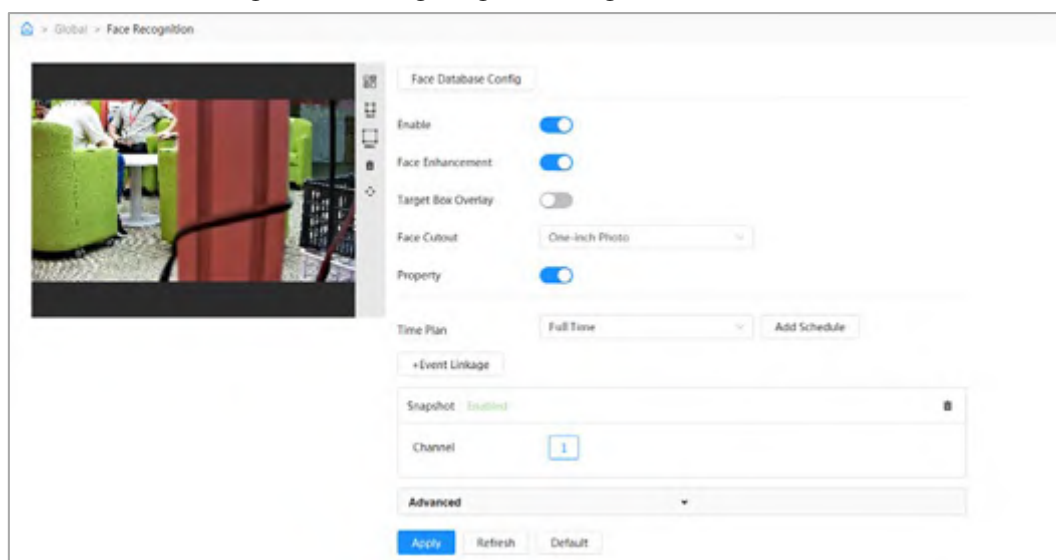 > Global > Face Recognition
Face Database Config
Enable
Face Enhancement
Target Box Overlay
Face Cutout One-inch Photo
Property
Time Plan Full Time Add Schedule
+Event Linkage
Snapshot Enabled
Channel 1
Advanced
Apply Refresh Default